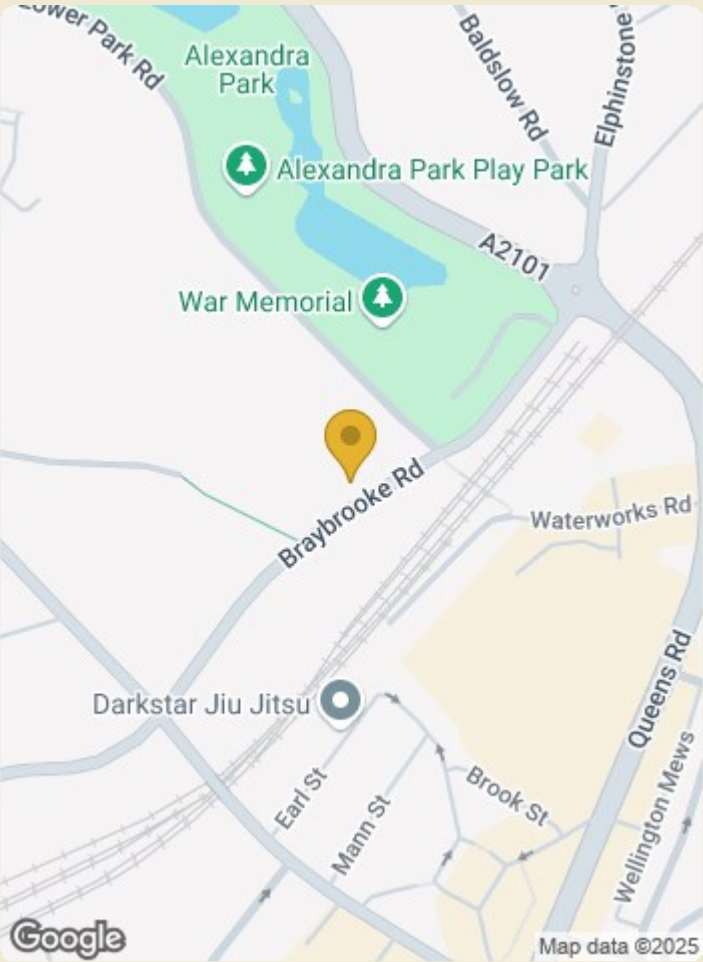 Lower Park Rd
Alexandra
Park
Baldslow Rd
Elphinstone
Alexandra Park Play Park
A2101
War Memorial
Braybrooke Rd
Waterworks Rd
Queens Rd
Darkstar Jiu Jitsu
Earl St
Mann St
Brook St
Wellington Mews
Google
Map data ©2025